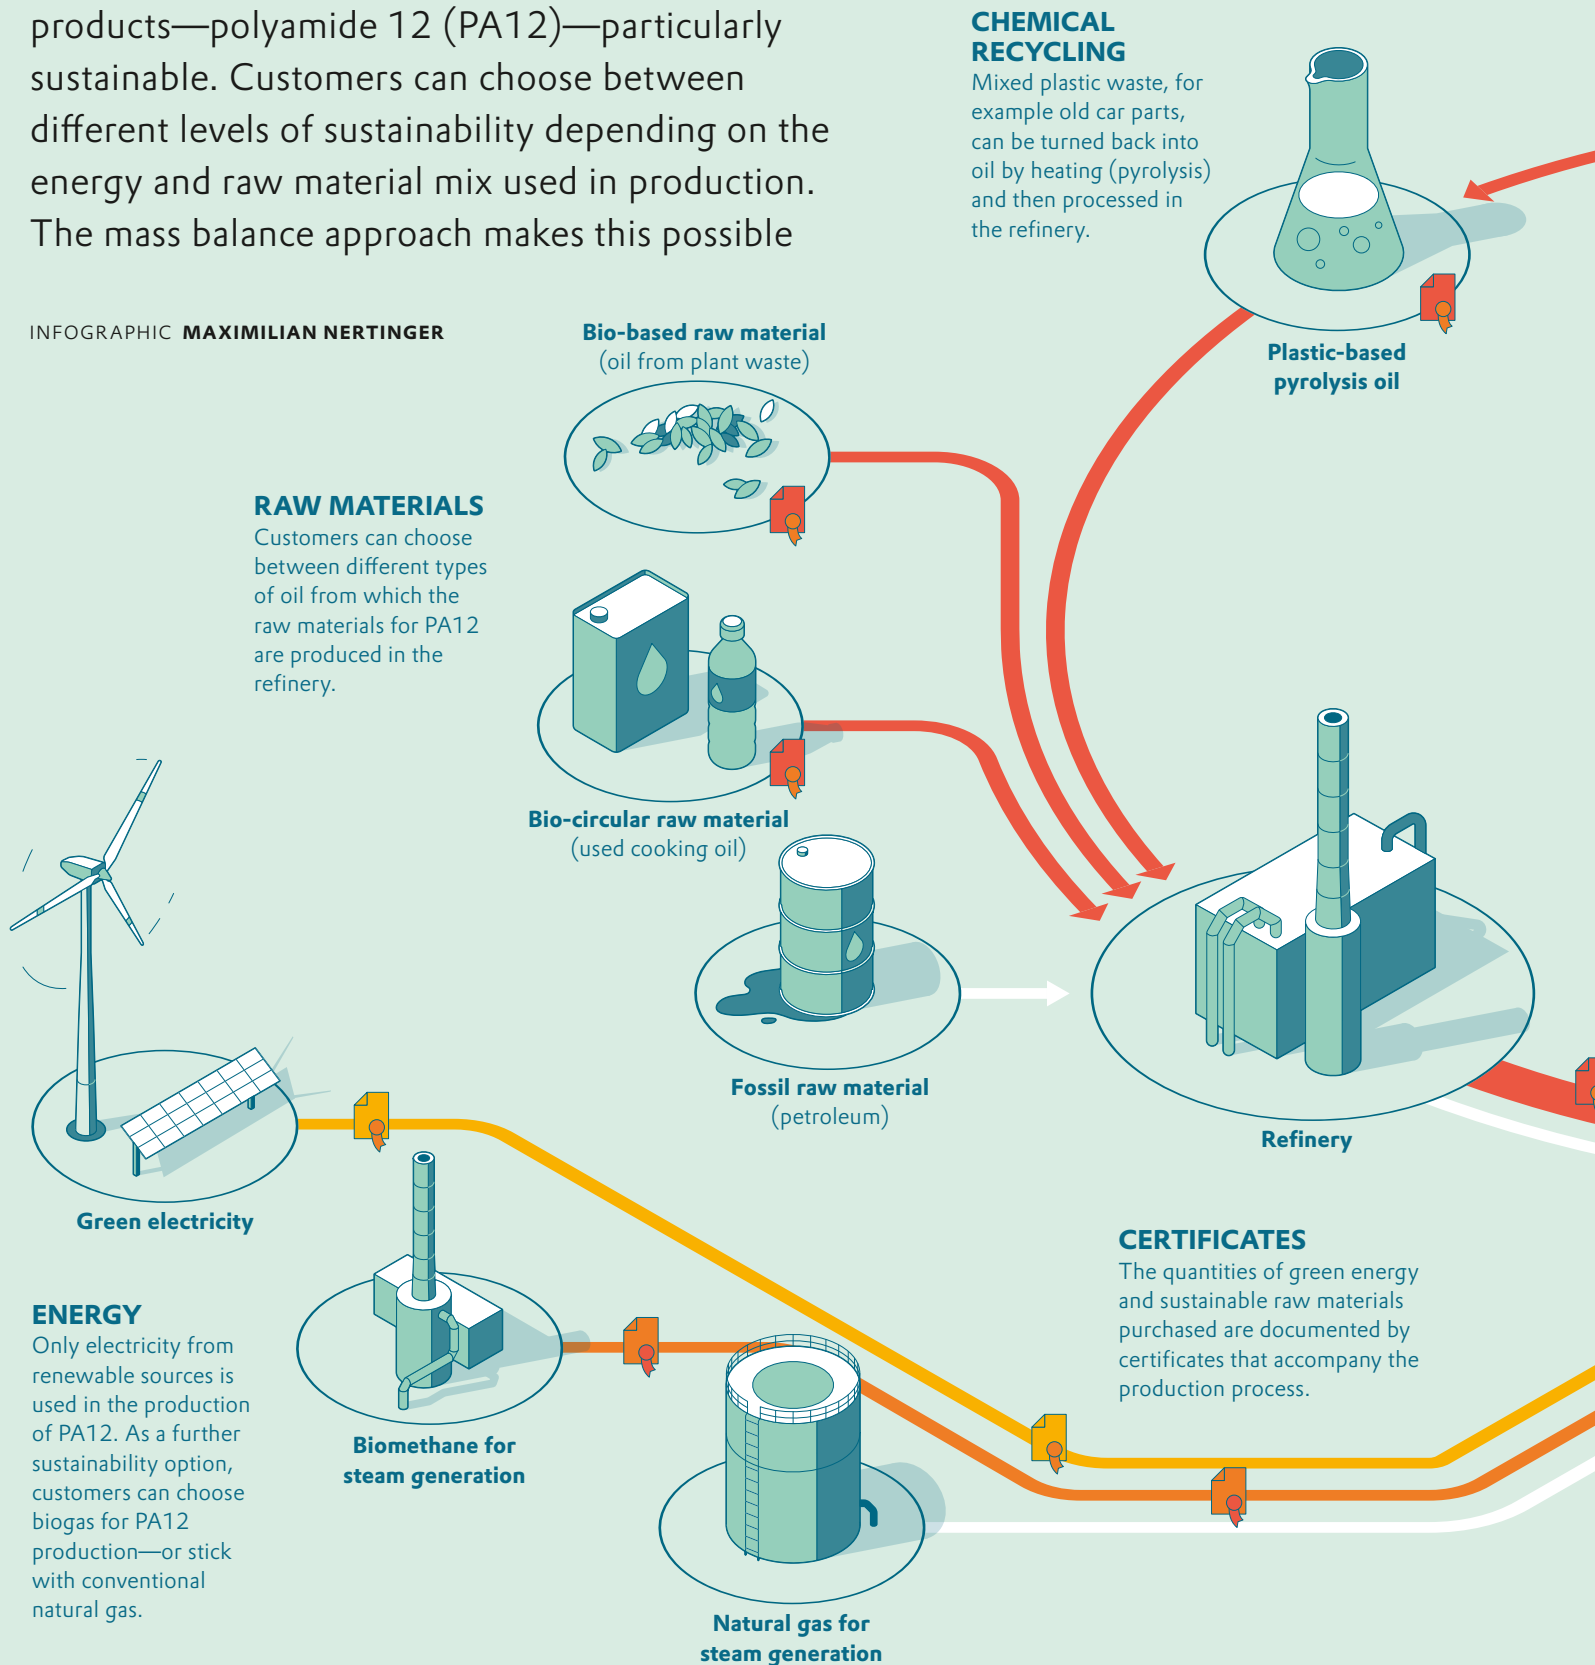 products—polyamide 12 (PA12)—particularly
sustainable. Customers can choose between
different levels of sustainability depending on the
energy and raw material mix used in production.
The mass balance approach makes this possible
INFOGRAPHIC MAXIMILIAN NERTINGER
CHEMICAL
RECYCLING
Mixed plastic waste, for
example old car parts,
can be turned back into
oil by heating (pyrolysis)
and then processed in
the refinery.
Plastic-based
pyrolysis oil
Bio-based raw material
(oil from plant waste)
RAW MATERIALS
Customers can choose
between different types
of oil from which the
raw materials for PA12
are produced in the
refinery.
Bio-circular raw material
(used cooking oil)
Fossil raw material
(petroleum)
Refinery
Green electricity
ENERGY
Only electricity from
renewable sources is
used in the production
of PA12. As a further
sustainability option,
customers can choose
biogas for PA12
production—or stick
with conventional
natural gas.
Biomethane for
steam generation
Natural gas for
steam generation
CERTIFICATES
The quantities of green energy
and sustainable raw materials
purchased are documented by
certificates that accompany the
production process.